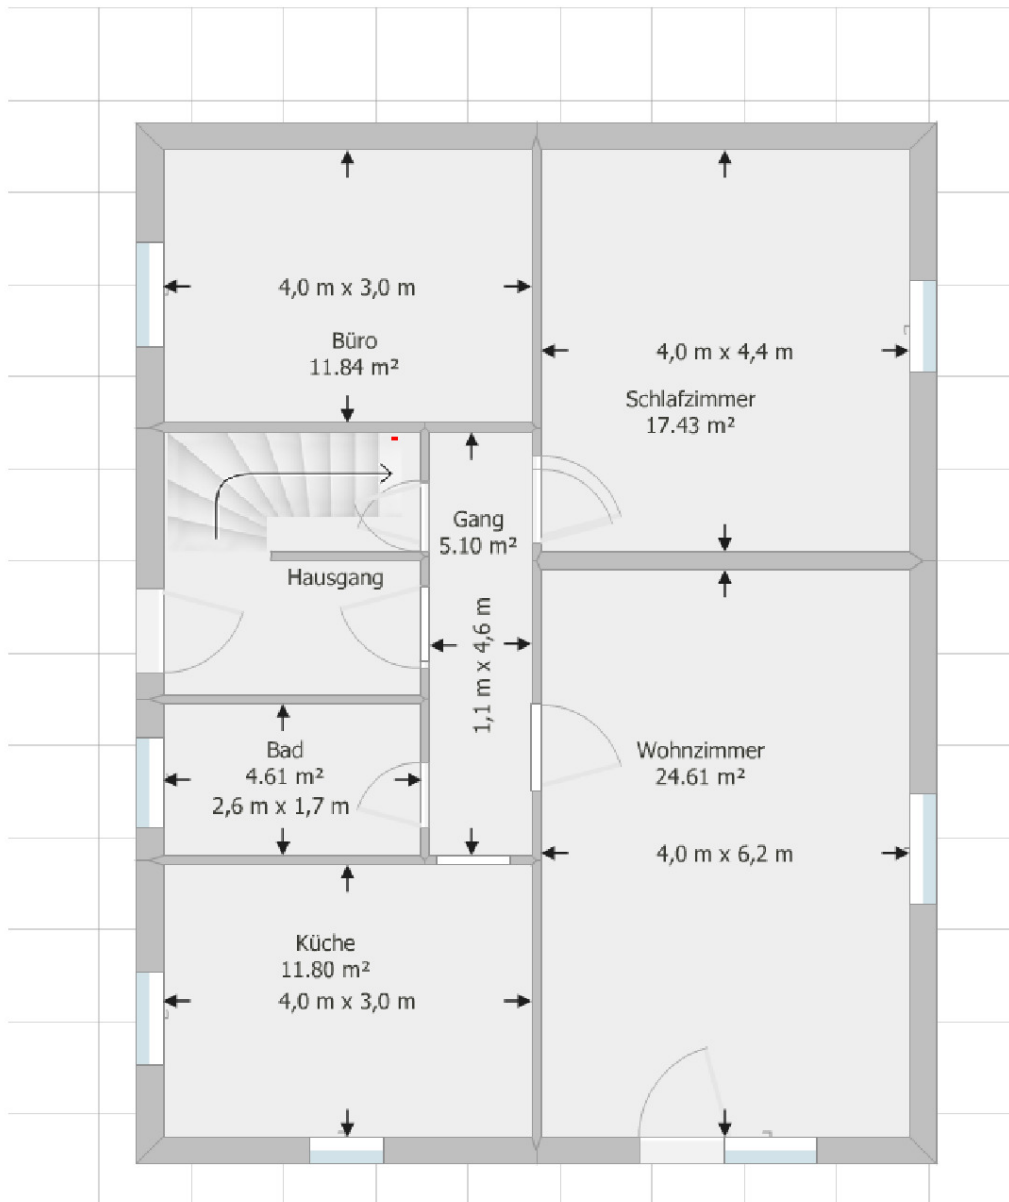 4,0 m x 3,0 m
Büro
11.84 m²
4,0 m x 4,4 m
Schlafzimmer
17.43 m²
Gang
5.10 m²
1,1 m x 4,6 m
Hausgang
Bad
4.61 m²
2,6 m x 1,7 m
Wohnzimmer
24.61 m²
4,0 m x 6,2 m
Küche
11.80 m²
4,0 m x 3,0 m